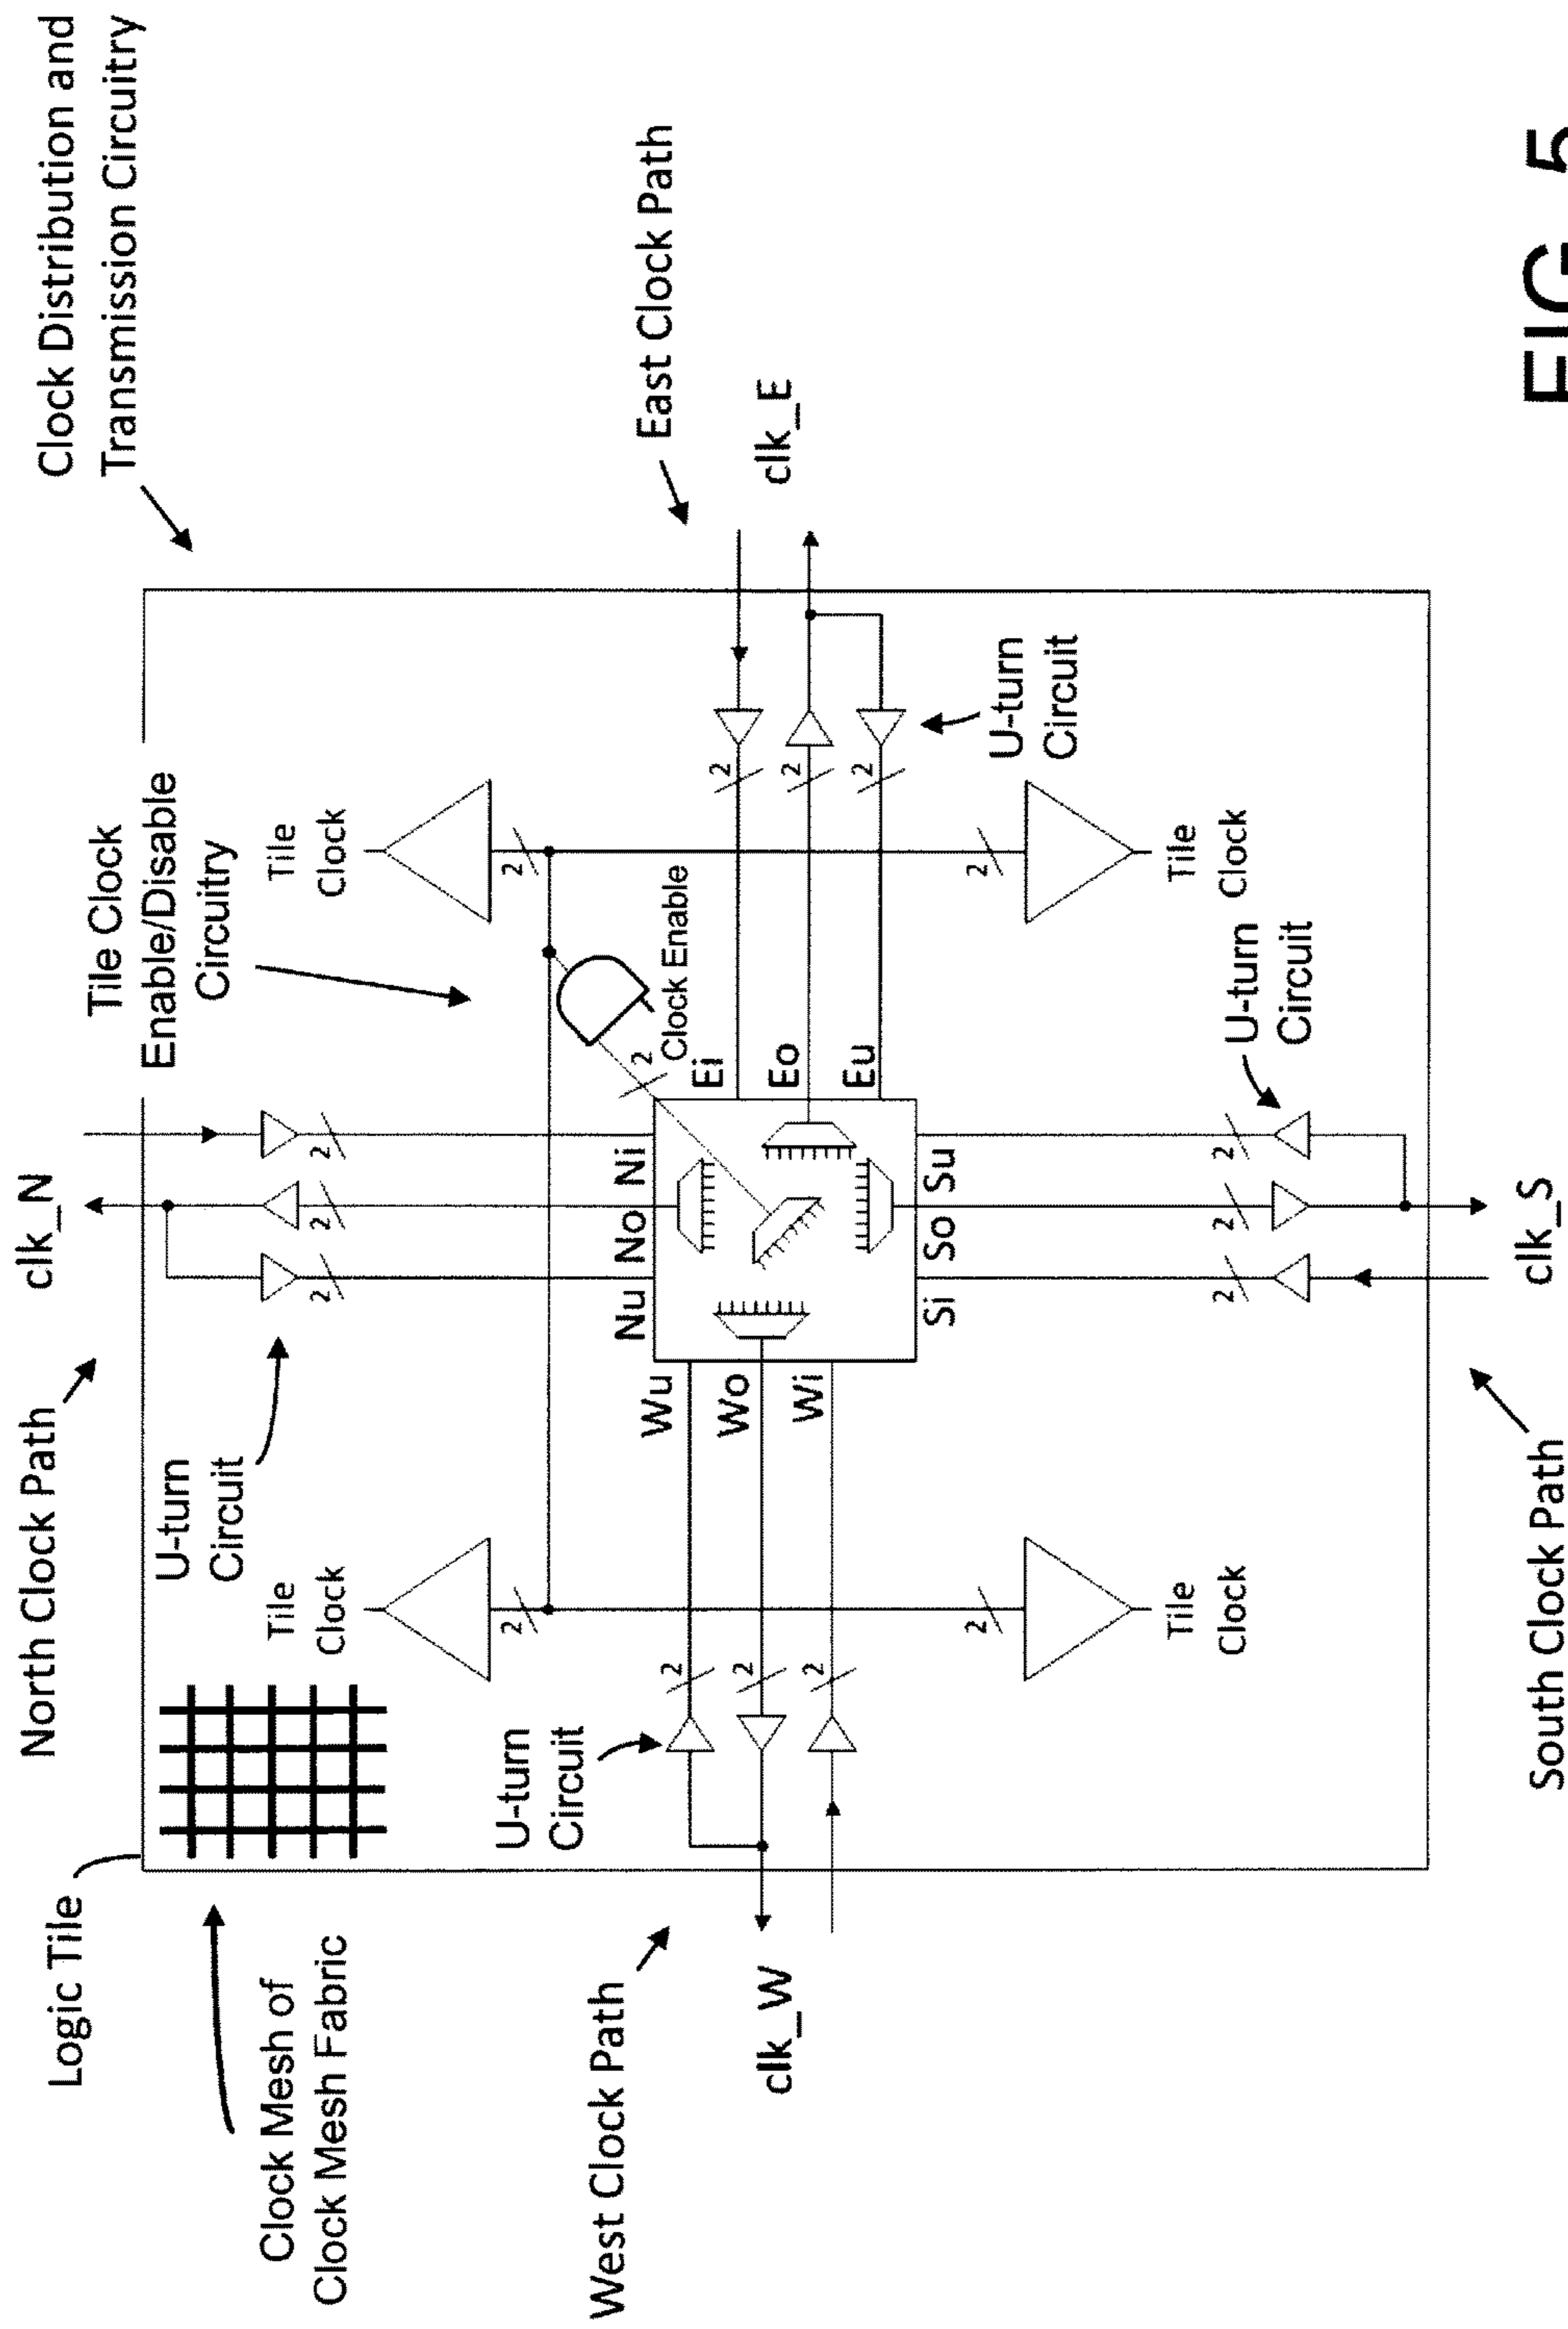 Clock Distribution and
Transmission Circuitry
Logic Tile
North Clock Path
clk_N
Tile Clock
Enable/Disable
Circuitry
Clock Mesh of
Clock Mesh Fabric
U-turn
Circuit
Tile
Clock
Tile
Clock
2
2
2
2
2
U-turn
Circuit
2
Clock Enable
Nu
No
Ni
Ei
Eo
Eu
East Clock Path
clk_E
West Clock Path
clk_W
Wu
Wo
Wi
2
2
2
2
2
2
Si
So
Su
U-turn
Circuit
2
2
Tile
Clock
Tile
Clock
2
2
2
U-turn
Circuit
South Clock Path
clk_S
FIG. 5